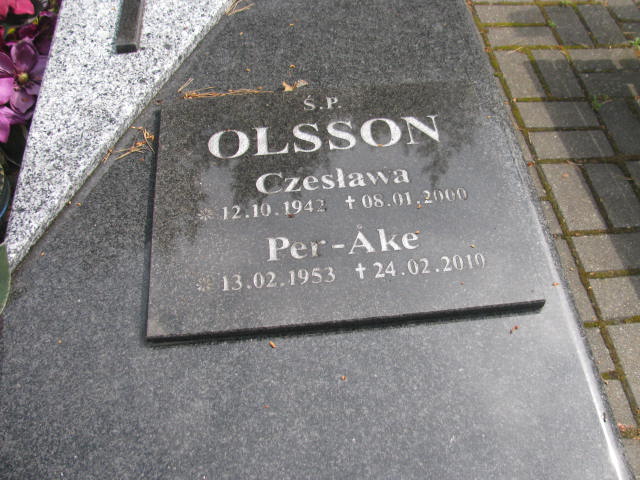 Ś.P.
OLSSON
Czesława
* 12.10.1942 ✝ 08.01.2000
Per-Åke
* 13.02.1953 ✝ 24.02.2010